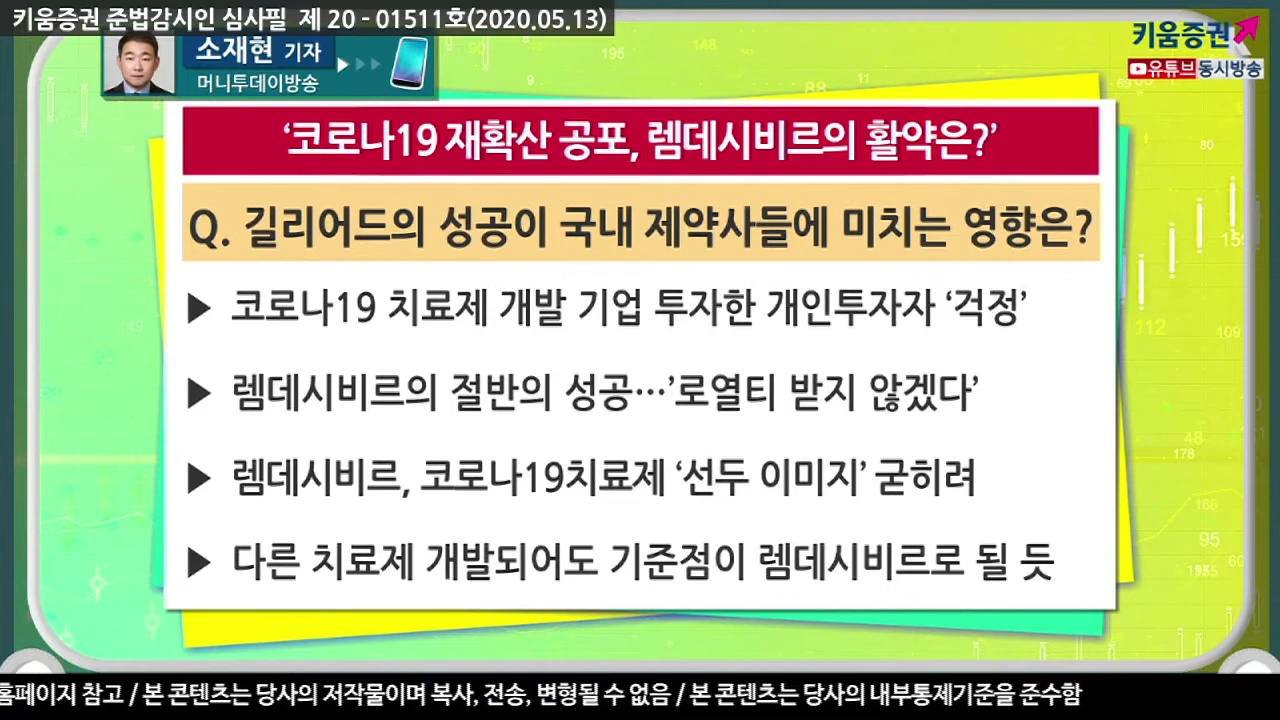 키움증권 준법감시인 심사필 제 20 - 01511호(2020.05.13)
소재현 기자
머니투데이방송
키움증권
유튜브동시방송
‘코로나19 재확산 공포, 렘데시비르의 활약은?’
Q. 길리어드의 성공이 국내 제약사들에 미치는 영향은?
▶ 코로나19 치료제 개발 기업 투자한 개인투자자 ‘걱정’
▶ 렘데시비르의 절반의 성공…’로열티 받지 않겠다’
▶ 렘데시비르, 코로나19치료제 ‘선두 이미지’ 굳히려
▶ 다른 치료제 개발되어도 기준점이 렘데시비르로 될 듯
홈페이지 참고 / 본 콘텐츠는 당사의 저작물이며 복사, 전송, 변형될 수 없음 / 본 콘텐츠는 당사의 내부통제기준을 준수함